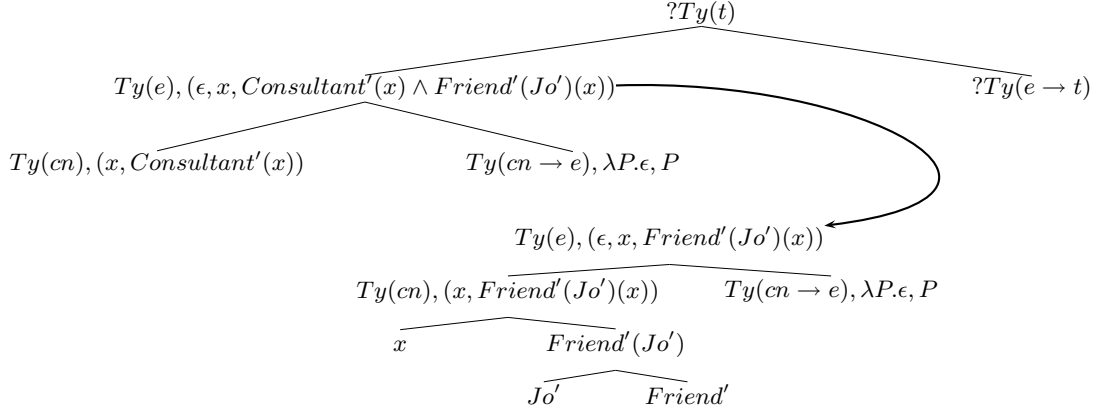 ?Ty(t)
Ty(e), (ϵ, x, Consultant′(x) ∧ Friend′(Jo′)(x)) ?Ty(e → t)
Ty(cn), (x, Consultant′(x)) Ty(cn → e), λP.ϵ, P
Ty(e), (ϵ, x, Friend′(Jo′)(x))
Ty(cn), (x, Friend′(Jo′)(x)) Ty(cn → e), λP.ϵ, P
x Friend′(Jo′)
Jo′ Friend′